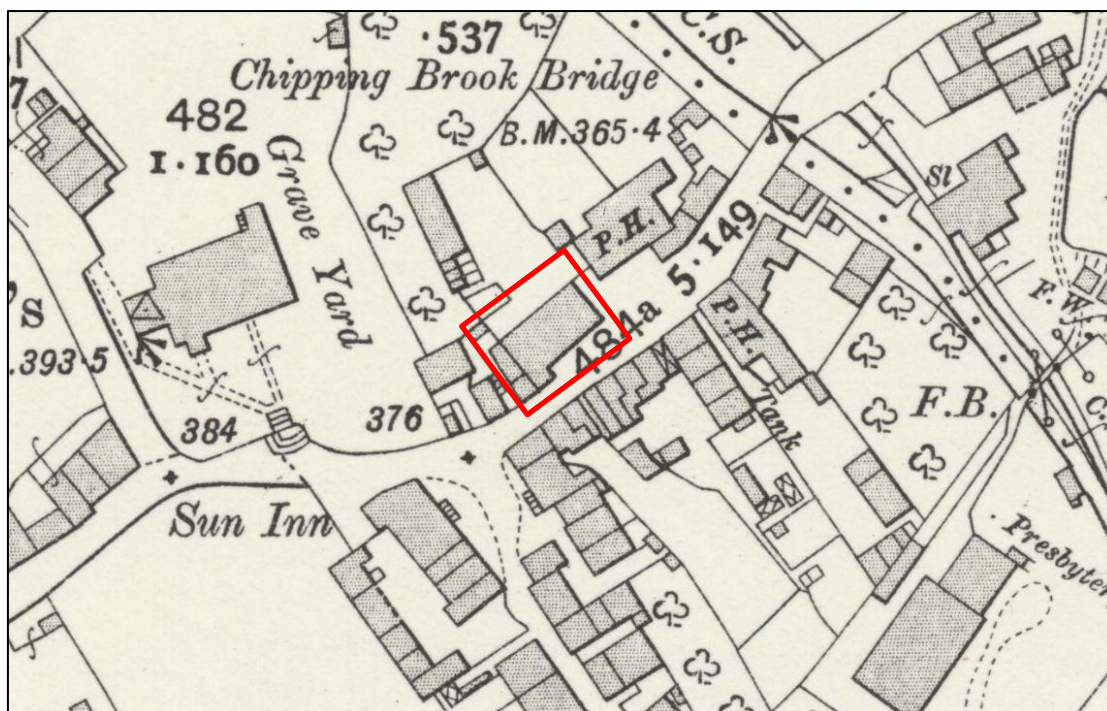 ·537
C.S.
Chipping Brook Bridge
482
1·160
B.M.365·4
Grave Yard
Sl
P.H.
5·149
F.W
S
.393·5
484a
P.H.
384
376
Tank
F.B.
C.
Sun Inn
Presbyter